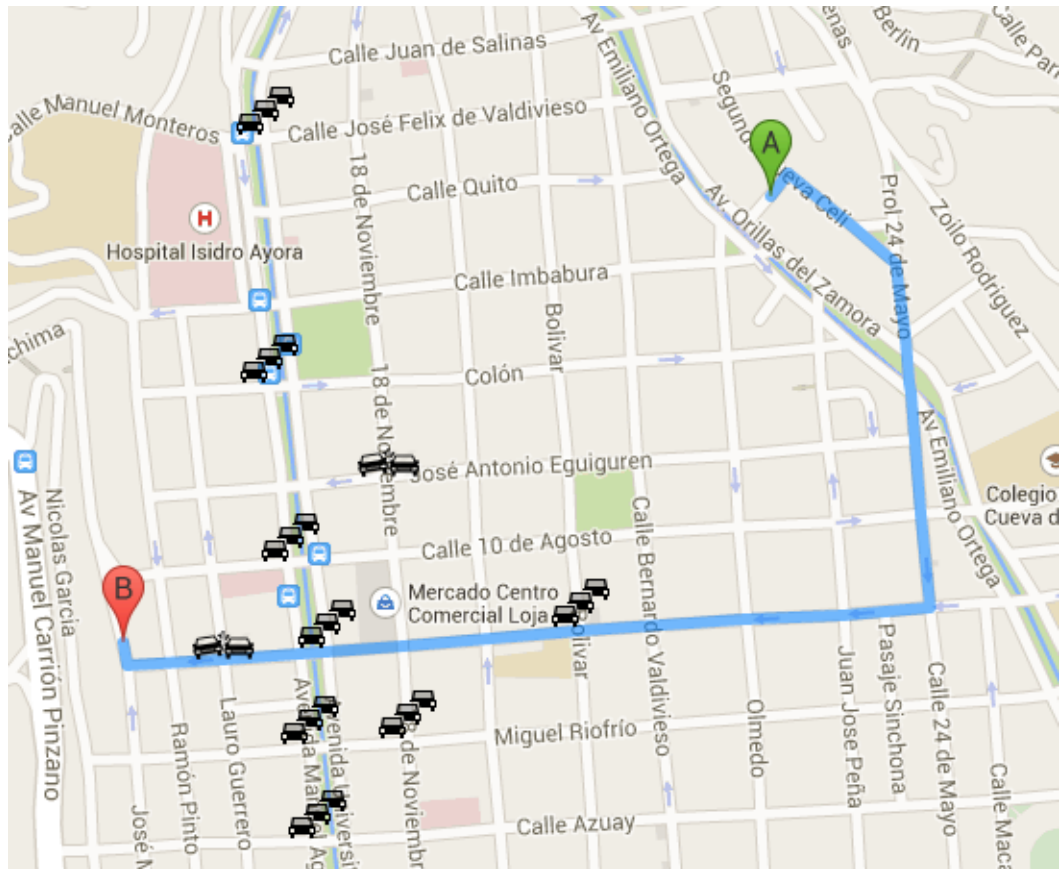 Calle Juan de Salinas
Av Emiliano Ortega
Berlín
Calle Manuel Monteros
Calle José Felix de Valdivieso
18 de Noviembre
A
Calle Quito
H
Hospital Isidro Ayora
Av. Orillas del Zamora
Prol 24 de Mayo
Zoilo Rodriguez
Calle Imbabura
Bolivar
Colón
18 de Noviembre
José Antonio Eguiguren
Av Emiliano Ortega
Colegio
Cueva d
Nicolas Garcia
Av Manuel Carrión Pinzano
Calle 10 de Agosto
Calle Bernardo Valdivieso
B
Mercado Centro
Comercial Loja
Olmedo
Juan Jose Peña
Pasaje Sinchona
Calle 24 de Mayo
Miguel Riofrío
Ramón Pinto
Lauro Guerrero
Calle Azuay